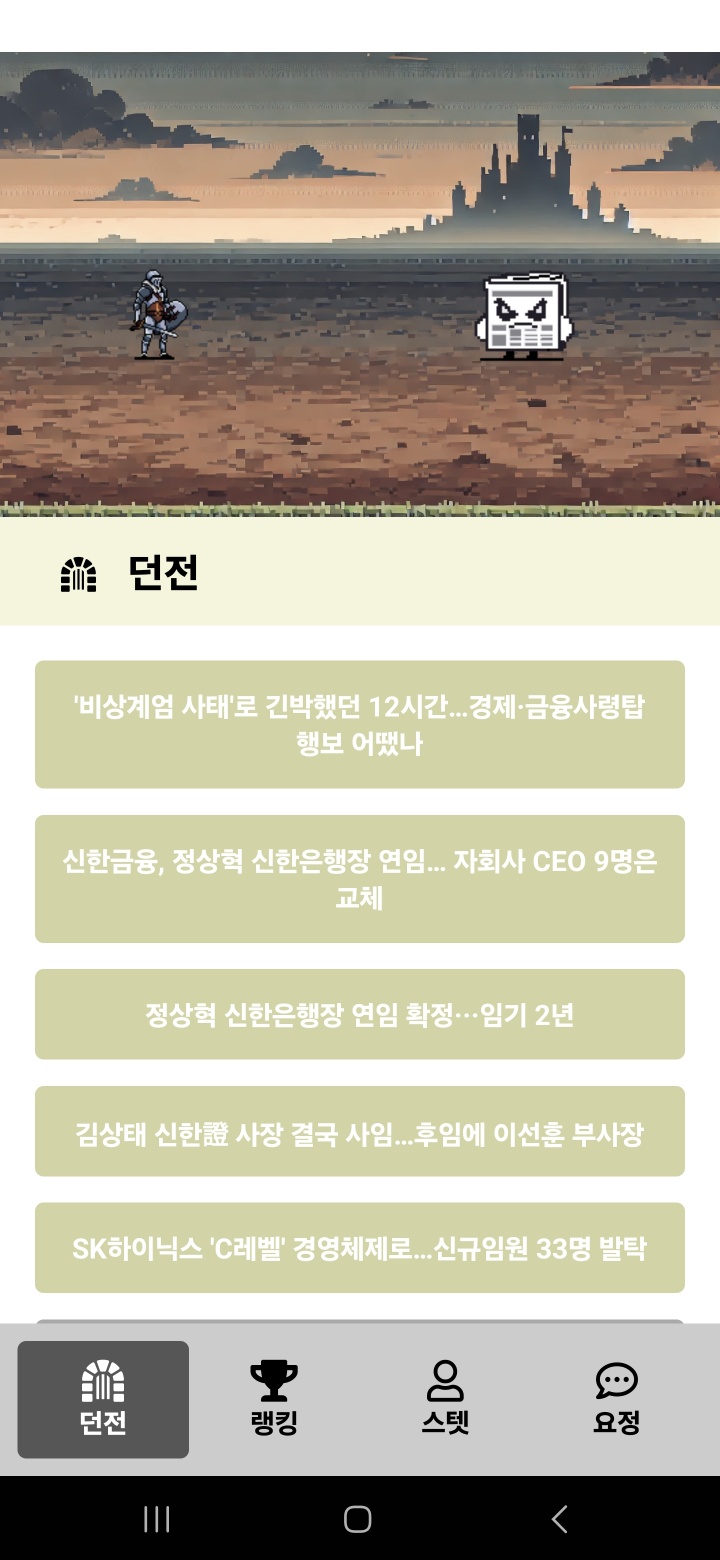 던전
'비상계엄 사태'로 긴박했던 12시간...경제·금융사령탑
행보 어땠나
신한금융, 정상혁 신한은행장 연임... 자회사 CEO 9명은
교체
정상혁 신한은행장 연임 확정…임기 2년
김상태 신한證 사장 결국 사임...후임에 이선훈 부사장
SK하이닉스 'C레벨' 경영체제로...신규임원 33명 발탁
던전
랭킹
스텟
요정